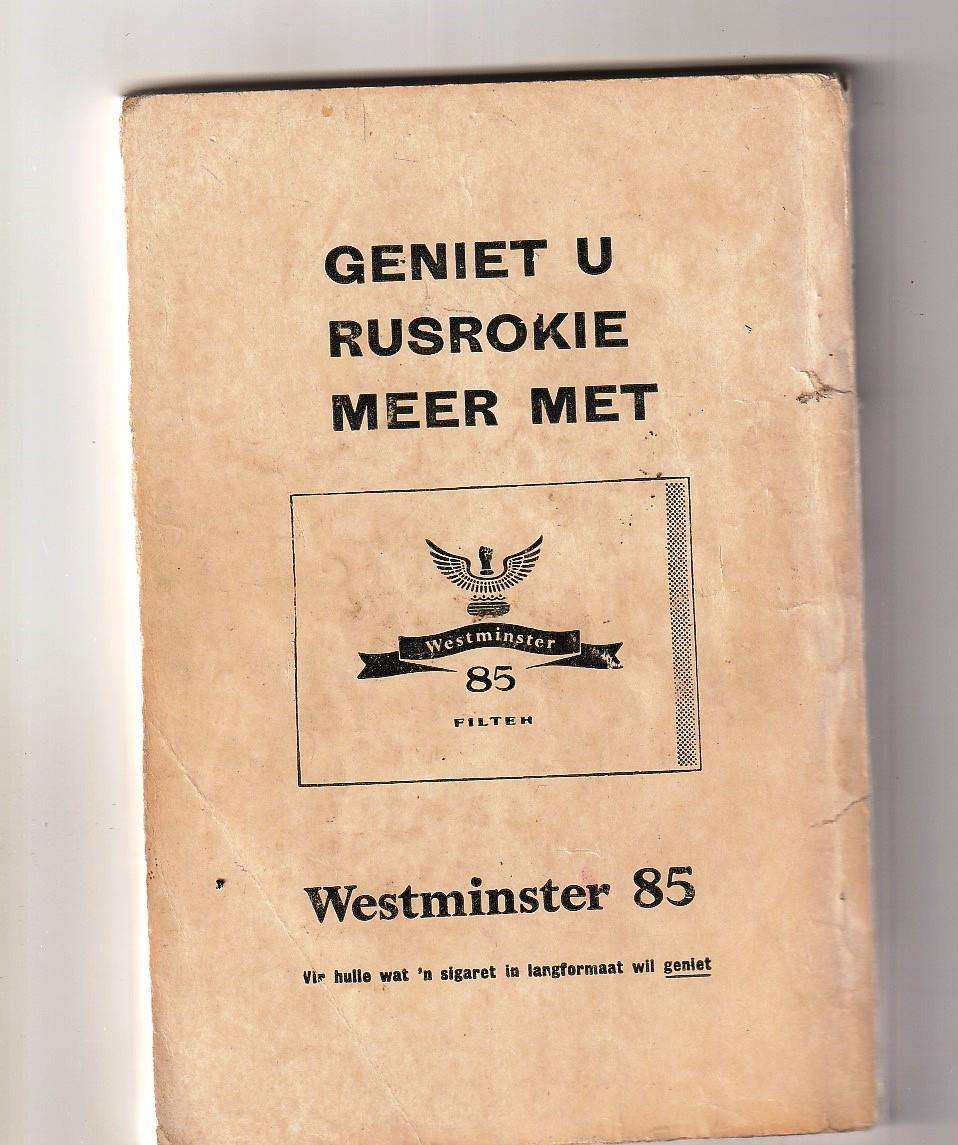 GENIET U
RUSROKIE
MEER MET
Westminster
85
FILTER
Westminster 85
Vir hulle wat 'n sigaret in langformaat wil geniet